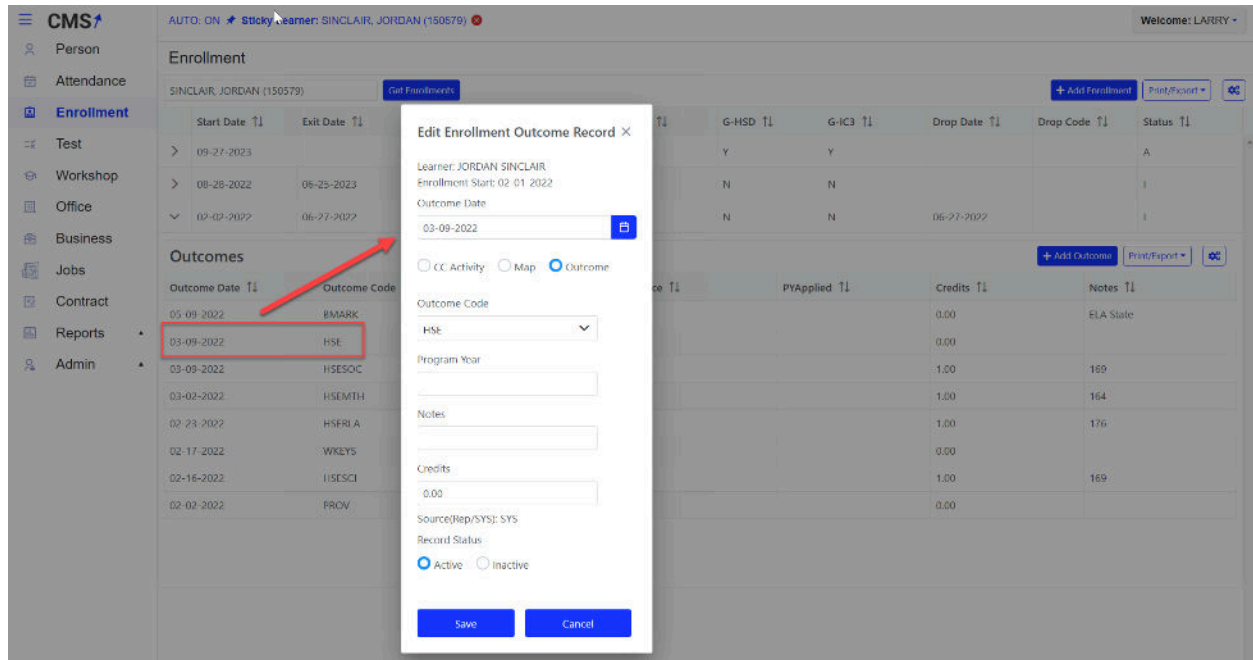 CMS
AUTO: ON Sticky Learner: SINCLAIR, JORDAN (150579)
Welcome: LARRY
Person
Attendance
Enrollment
Test
Workshop
Office
Business
Jobs
Contract
Reports
Admin
Enrollment
SINCLAIR, JORDAN (150579) Get Enrollments + Add Enrollment Print/Export
Start Date Exit Date G-HSD G-IC3 Drop Date Drop Code Status
09-27-2023 Y Y A
08-28-2022 06-25-2023 N N I
02-02-2022 06-27-2022 N N 06-27-2022 I
Outcomes + Add Outcome Print/Export
Outcome Date Outcome Code ce PYApplied Credits Notes
05-09-2022 BMARK 0.00 ELA State
03-09-2022 HSE 0.00
03-09-2022 HSESOC 1.00 169
03-02-2022 HSEMTH 1.00 164
02-23-2022 HSERLA 1.00 176
02-17-2022 WKEYS 0.00
02-16-2022 HSESCI 1.00 169
02-02-2022 PROV 0.00
Edit Enrollment Outcome Record ×
Learner: JORDAN SINCLAIR
Enrollment Start: 02-01-2022
Outcome Date
03-09-2022
CC Activity Map Outcome
Outcome Code
HSE
Program Year
Notes
Credits
0.00
Source(Rep/SYS): SYS
Record Status
Active Inactive
Save Cancel